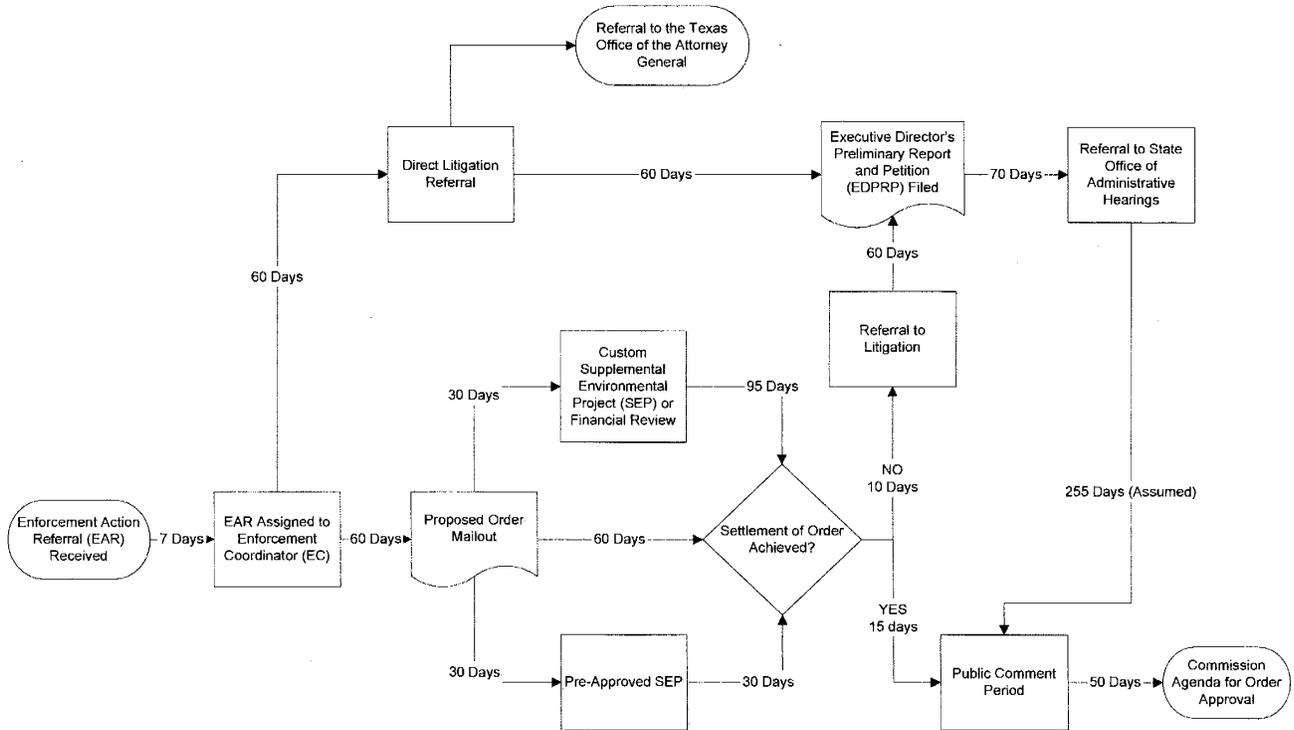 Referral to the Texas
Office of the Attorney
General
Direct Litigation
Referral
60 Days
Executive Director's
Preliminary Report
and Petition
(EDPRP) Filed
70 Days
Referral to State
Office of
Administrative
Hearings
60 Days
60 Days
Referral to
Litigation
Custom
Supplemental
Environmental
Project (SEP) or
Financial Review
30 Days
95 Days
NO
10 Days
255 Days (Assumed)
Enforcement Action
Referral (EAR)
Received
7 Days
EAR Assigned to
Enforcement
Coordinator (EC)
60 Days
Proposed Order
Mailout
60 Days
Settlement of Order
Achieved?
YES
15 days
30 Days
Pre-Approved SEP
30 Days
Public Comment
Period
50 Days
Commission
Agenda for Order
Approval